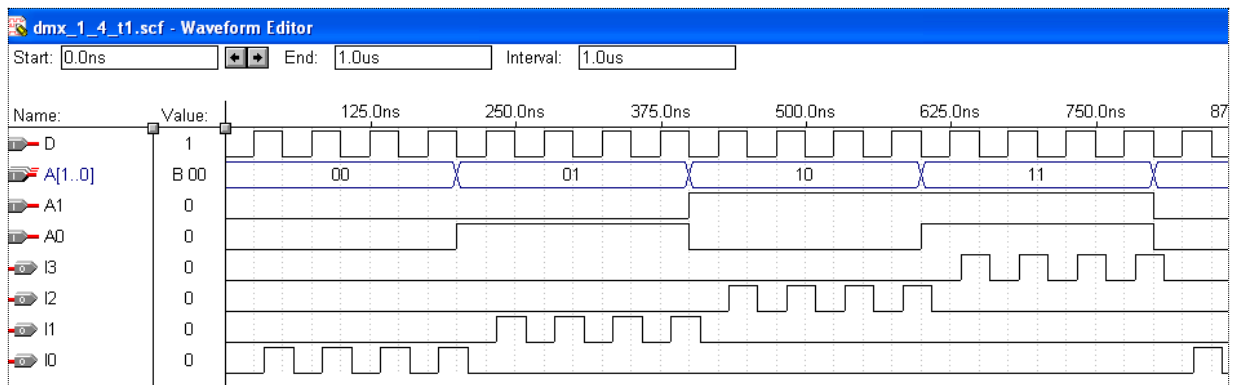 dmx_1_4_t1.scf - Waveform Editor
Start: 0.0ns End: 1.0us Interval: 1.0us
Name: Value: 125.0ns 250.0ns 375.0ns 500.0ns 625.0ns 750.0ns 87
D 1
A[1..0] B 00 00 01 10 11
A1 0
A0 0
I3 0
I2 0
I1 0
I0 0